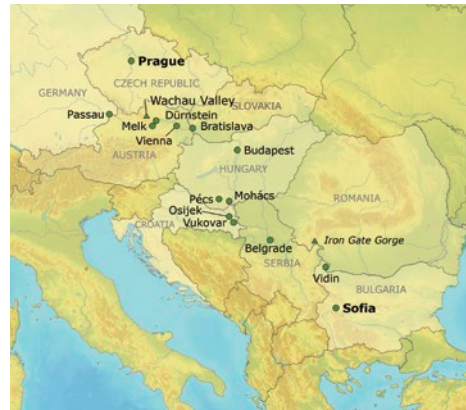 Prague
CZECH REPUBLIC
GERMANY
Wachau Valley
SLOVAKIA
Passau
Dürnstein
Melk
Vienna
Bratislava
AUSTRIA
Budapest
HUNGARY
Pécs
Mohács
ROMANIA
Osijek
CROATIA
Vukovar
Belgrade
Iron Gate Gorge
SERBIA
Vidin
BULGARIA
Sofia